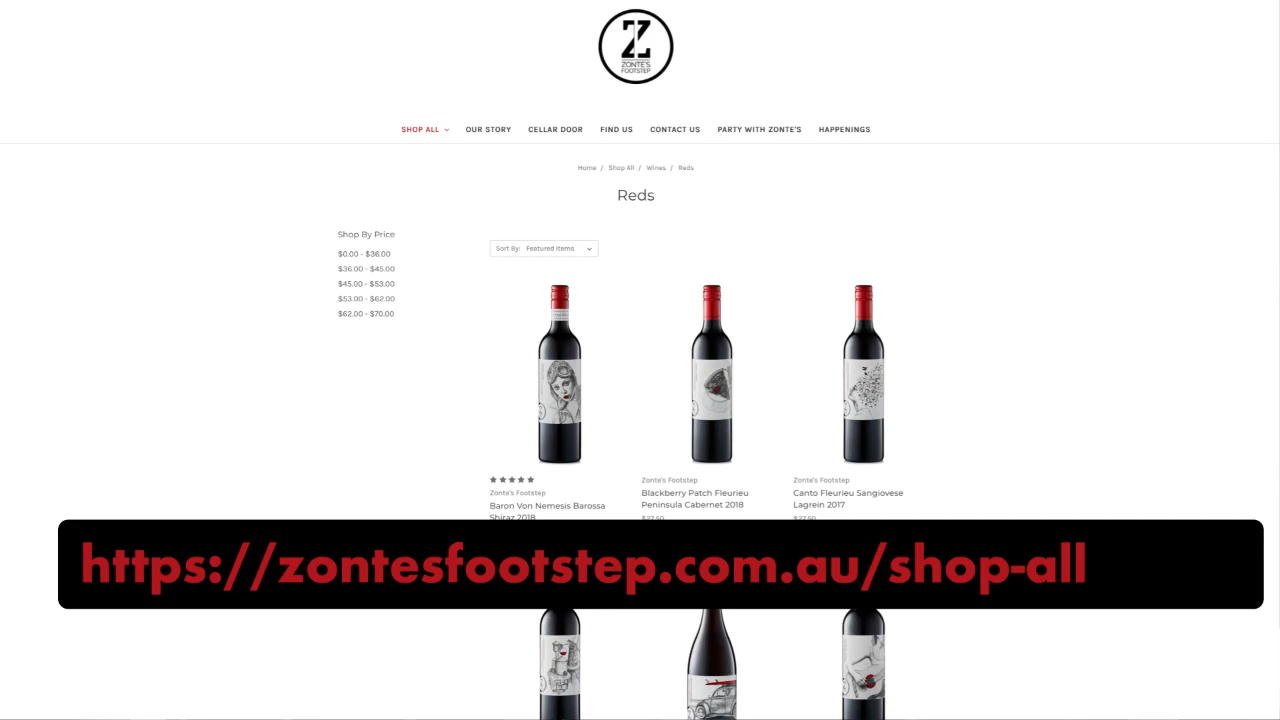 Z
ZONTE'S
FOOTSTEP
SHOP ALL
OUR STORY
CELLAR DOOR
FIND US
CONTACT US
PARTY WITH ZONTE'S
HAPPENINGS
Home / Shop All / Wines / Reds
Reds
Shop By Price
$0.00 - $36.00
$36.00 - $45.00
$45.00 - $53.00
$53.00 - $62.00
$62.00 - $70.00
Sort By: Featured Items
Zonte's Footstep
Baron Von Nemesis Barossa
Shiraz 2018
Zonte's Footstep
Blackberry Patch Fleurieu
Peninsula Cabernet 2018
$27.50
Zonte's Footstep
Canto Fleurieu Sangiovese
Lagrein 2017
$27.50
https://zontesfootstep.com.au/shop-all